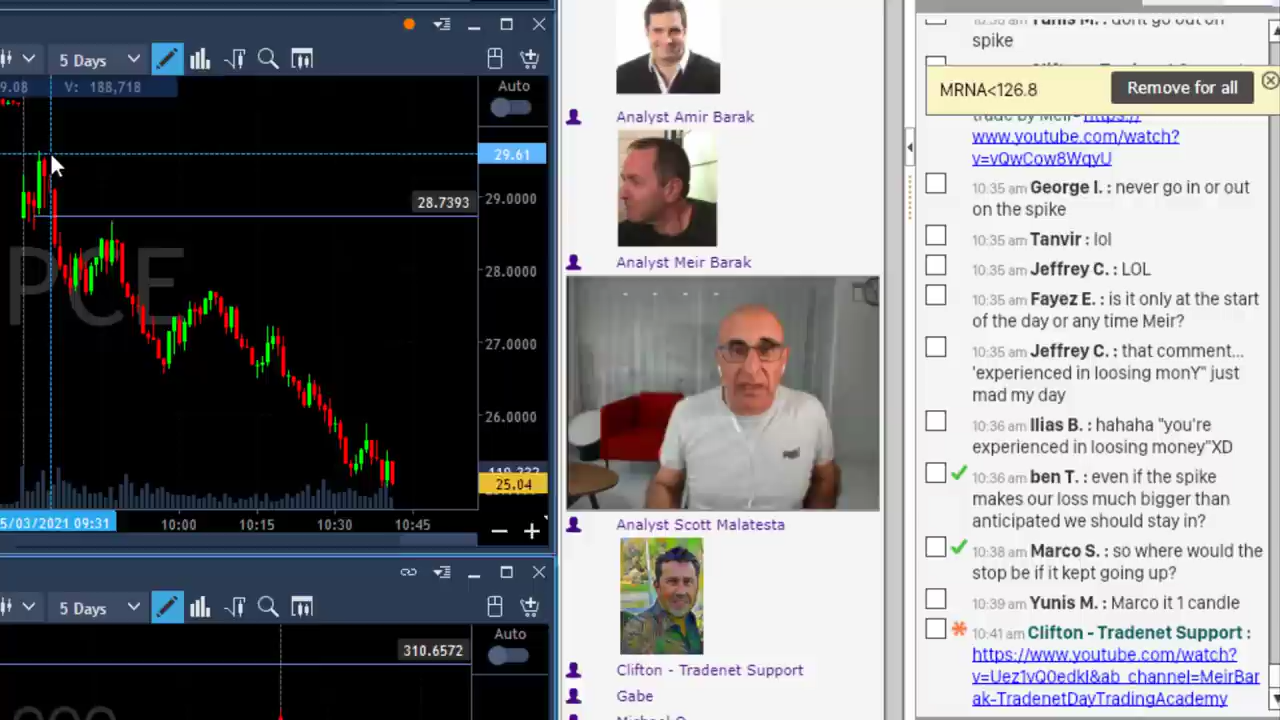 5 Days
9.08 V: 188,718
Auto
29.61
29.0000
28.7393
28.0000
27.0000
26.0000
25.04
PCE
5/03/2021 09:31
10:00
10:15
10:30
10:45
5 Days
Auto
310.6572
Analyst Amir Barak
Analyst Meir Barak
Analyst Scott Malatesta
Clifton - Tradenet Support
Gabe
spike
MRNA<126.8
Remove for all
trade by Meir-https://
www.youtube.com/watch?
v=vQwCow8WqyU
10:35 am George I. : never go in or out
on the spike
10:35 am Tanvir : lol
10:35 am Jeffrey C. : LOL
10:35 am Fayez E. : is it only at the start
of the day or any time Meir?
10:35 am Jeffrey C. : that comment...
'experienced in loosing monY" just
mad my day
10:36 am Ilias B. : hahaha "you're
experienced in loosing money"XD
10:36 am ben T. : even if the spike
makes our loss much bigger than
anticipated we should stay in?
10:38 am Marco S. : so where would the
stop be if it kept going up?
10:39 am Yunis M. : Marco it 1 candle
10:41 am Clifton - Tradenet Support :
https://www.youtube.com/watch?
v=Uez1vQ0edkI&ab_channel=MeirBar
ak-TradenetDayTradingAcademy